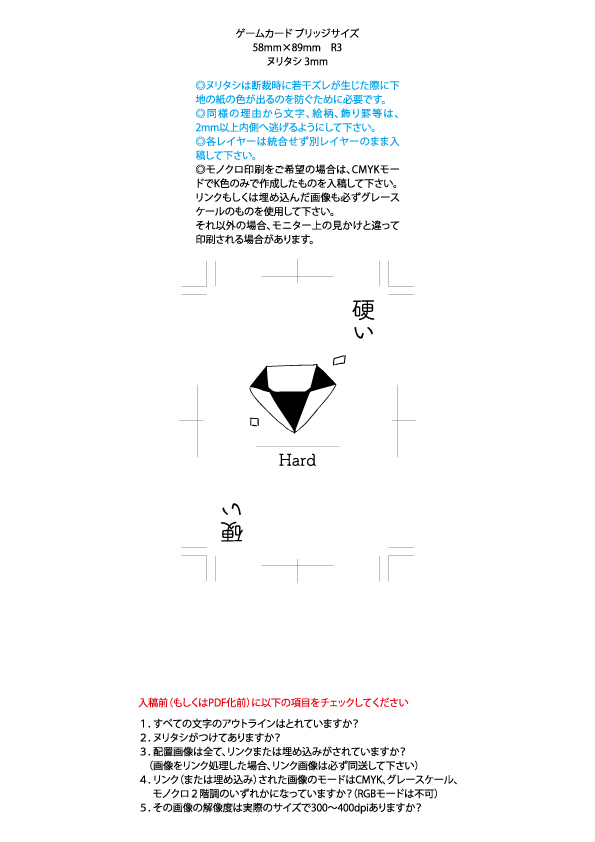 ゲームカード ブリッジサイズ
58mm×89mm　R3
ヌリタシ 3mm
◎ヌリタシは断裁時に若干ズレが生じた際に下
地の紙の色が出るのを防ぐために必要です。
◎同様の理由から文字、絵柄、飾り罫等は、
2mm以上内側へ逃げるようにして下さい。
◎各レイヤーは統合せず別レイヤーのまま入
稿して下さい。
◎モノクロ印刷をご希望の場合は、CMYKモー
ドでK色のみで作成したものを入稿して下さい。
リンクもしくは埋め込んだ画像も必ずグレース
ケールのものを使用して下さい。
それ以外の場合、モニター上の見かけと違って
印刷される場合があります。
硬い
Hard
硬い
入稿前（もしくはPDF化前）に以下の項目をチェックしてください
１．すべての文字のアウトラインはとれていますか？
２．ヌリタシがつけてありますか？
３．配置画像は全て、リンクまたは埋め込みがされていますか？
（画像をリンク処理した場合、リンク画像は必ず同送して下さい）
４．リンク（または埋め込み）された画像のモードはCMYK、グレースケール、
モノクロ２階調のいずれかになっていますか？（RGBモードは不可）
５．その画像の解像度は実際のサイズで300〜400dpiありますか？